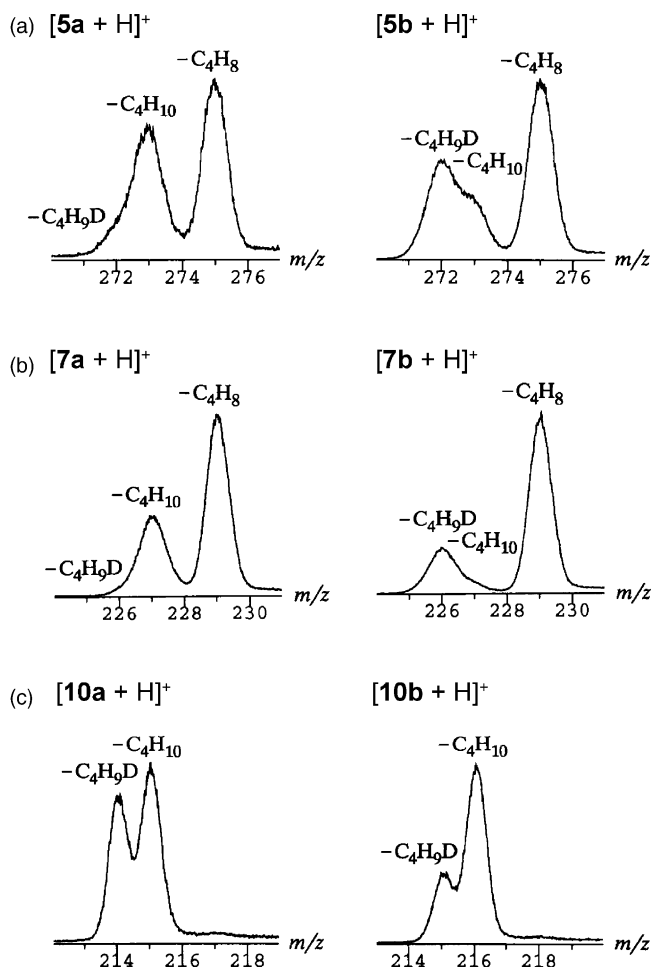 (a) [5a + H]⁺ [5b + H]⁺
−C₄H₈ −C₄H₈
−C₄H₁₀ −C₄H₉D
−C₄H₁₀
−C₄H₉D
272 274 276 m/z 272 274 276 m/z
(b) [7a + H]⁺ [7b + H]⁺
−C₄H₈ −C₄H₈
−C₄H₁₀ −C₄H₉D
−C₄H₉D −C₄H₁₀
226 228 230 m/z 226 228 230 m/z
(c) [10a + H]⁺ [10b + H]⁺
−C₄H₁₀ −C₄H₁₀
−C₄H₉D
−C₄H₉D
214 216 218 m/z 214 216 218 m/z